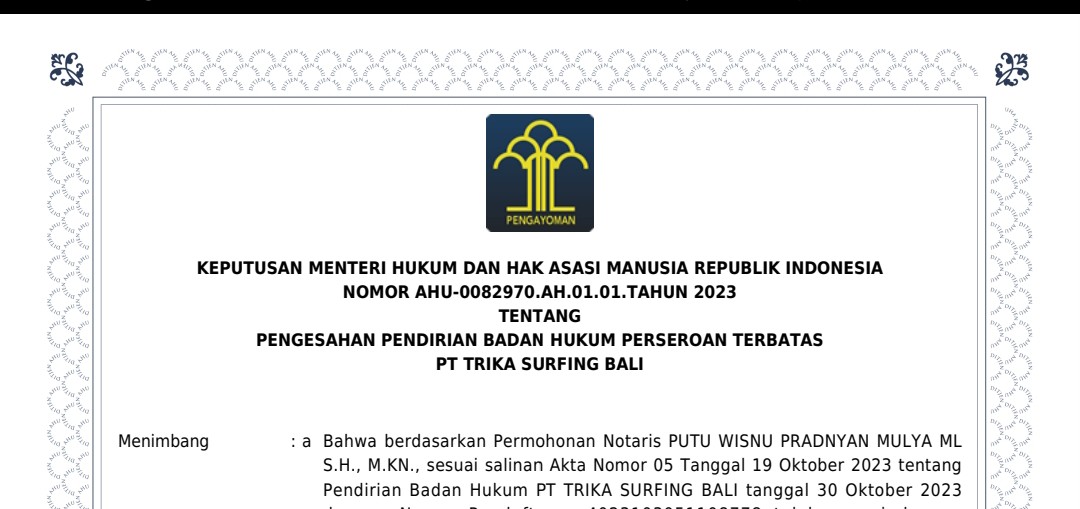 PENGAYOMAN
KEPUTUSAN MENTERI HUKUM DAN HAK ASASI MANUSIA REPUBLIK INDONESIA
NOMOR AHU-0082970.AH.01.01.TAHUN 2023
TENTANG
PENGESAHAN PENDIRIAN BADAN HUKUM PERSEROAN TERBATAS
PT TRIKA SURFING BALI
Menimbang : a Bahwa berdasarkan Permohonan Notaris PUTU WISNU PRADNYAN MULYA ML
S.H., M.KN., sesuai salinan Akta Nomor 05 Tanggal 19 Oktober 2023 tentang
Pendirian Badan Hukum PT TRIKA SURFING BALI tanggal 30 Oktober 2023